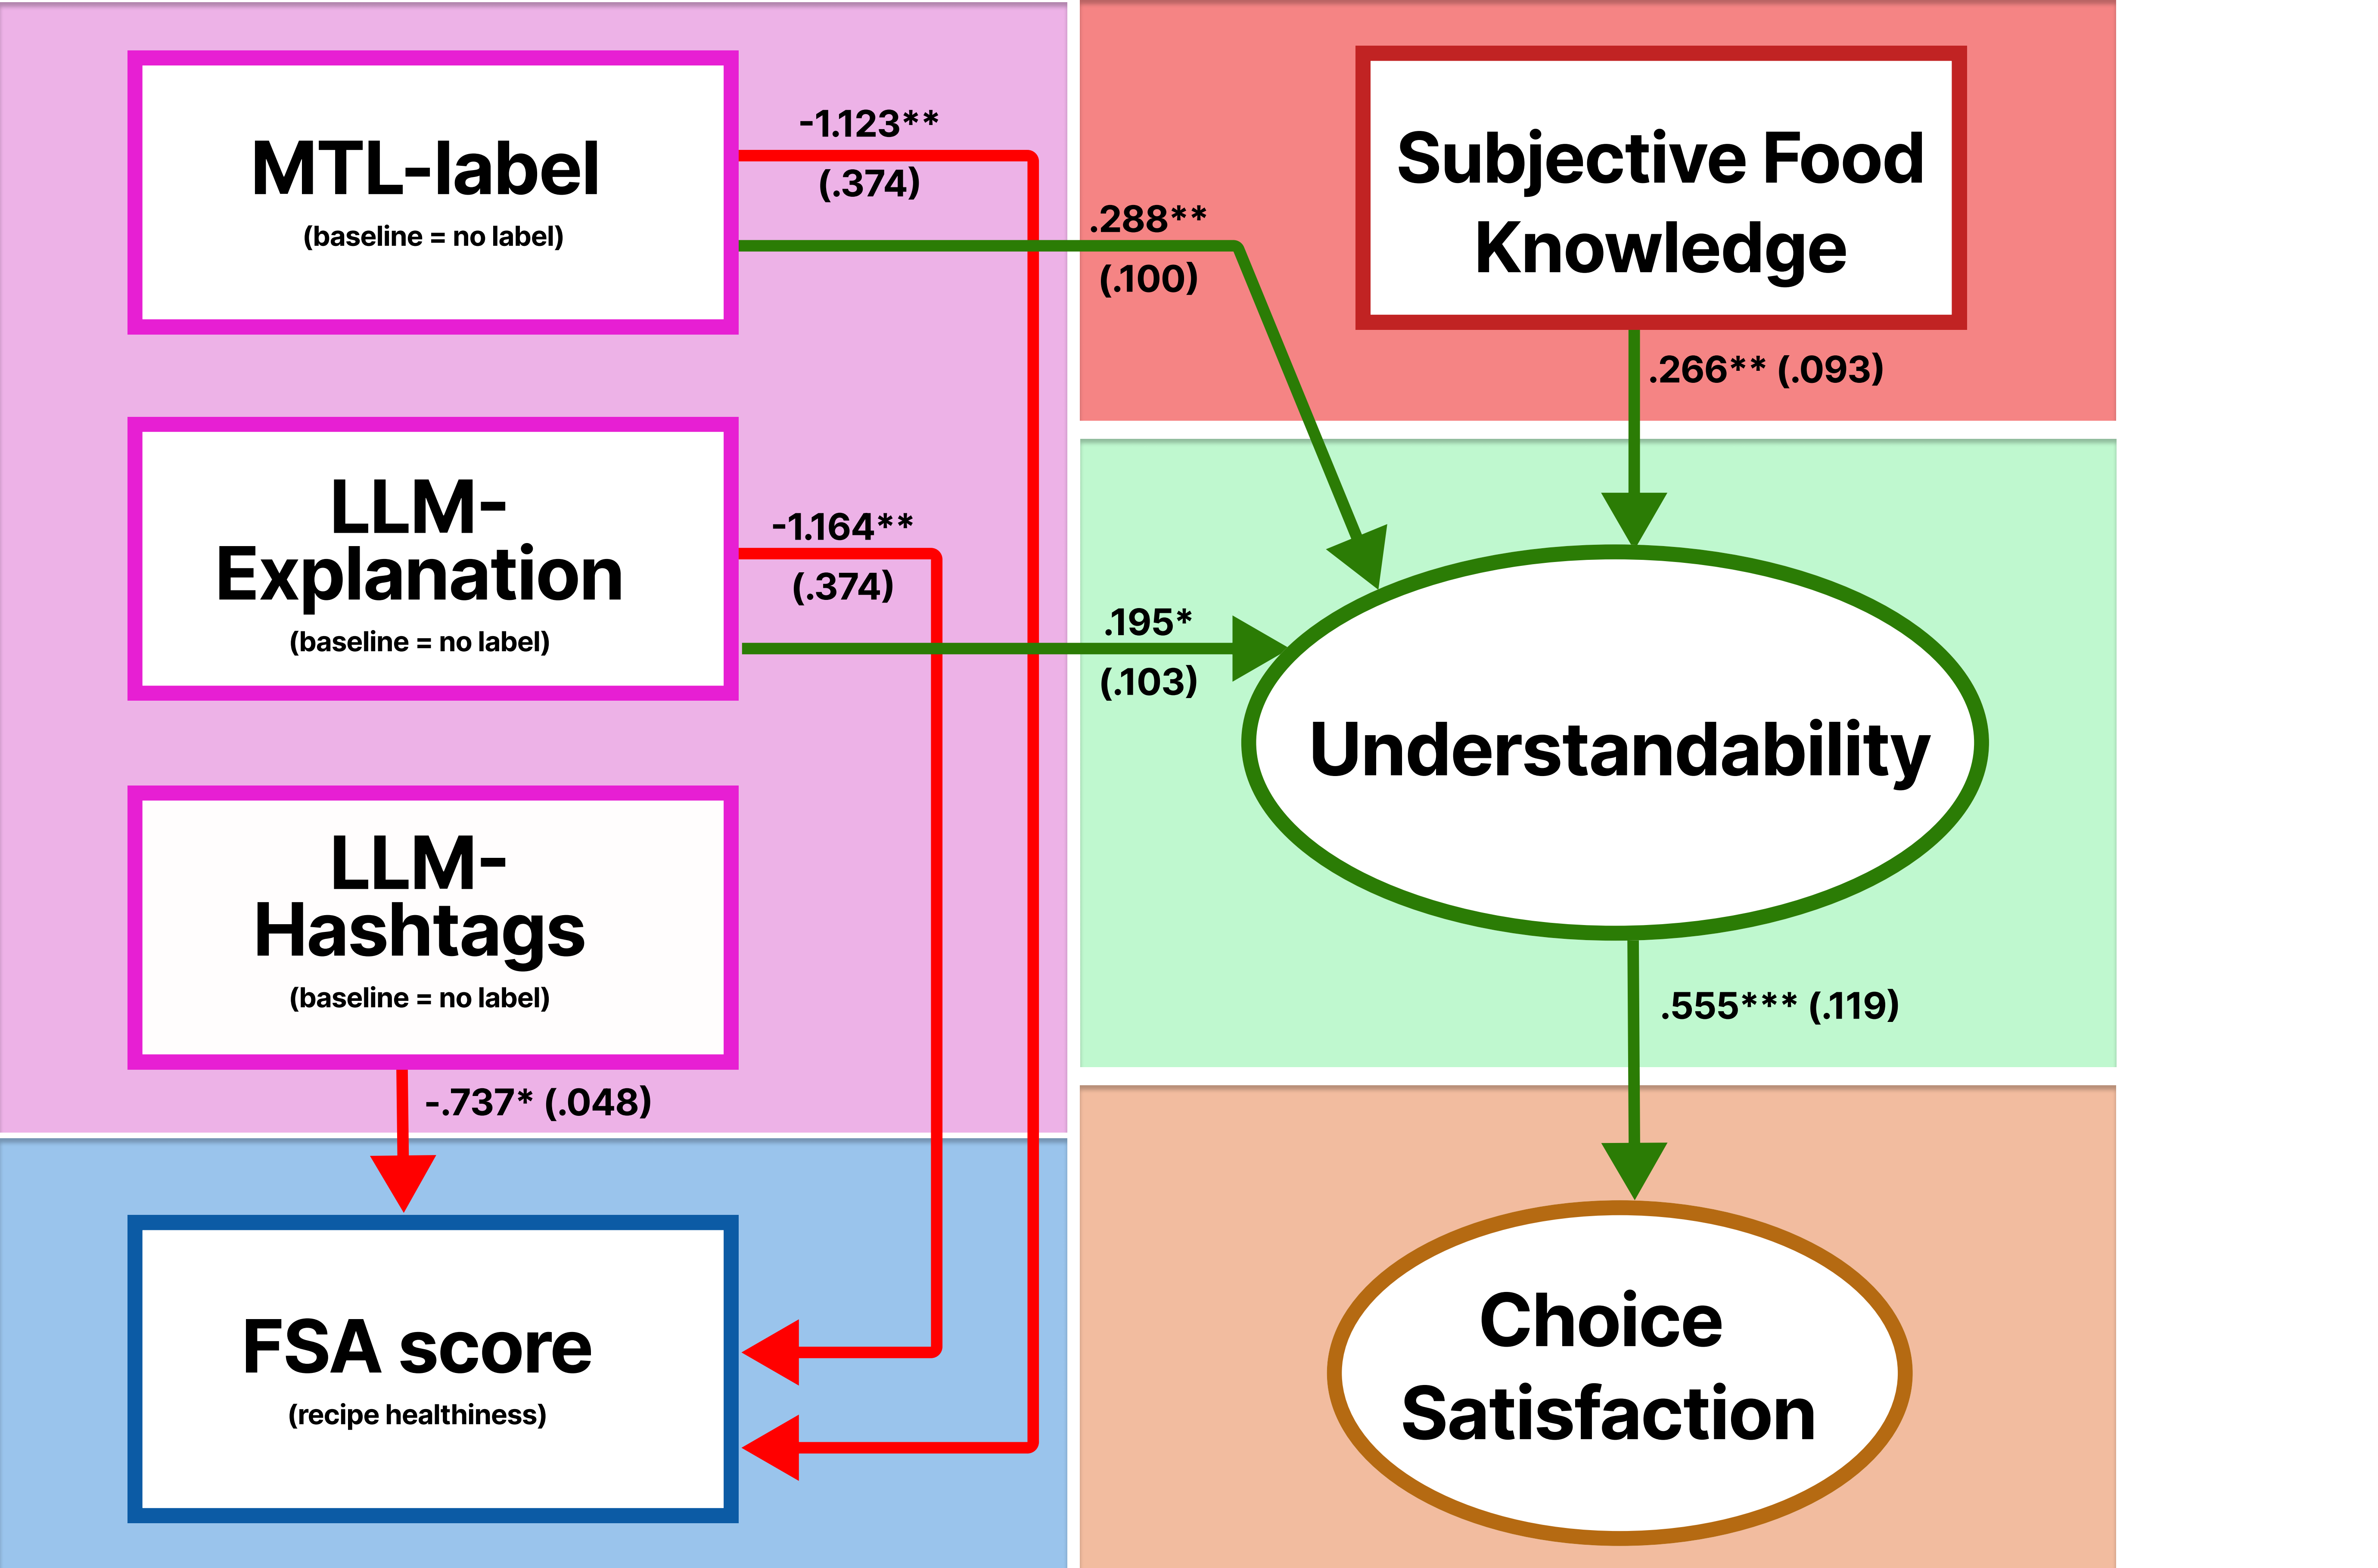 MTL-label
(baseline = no label)
-1.123**
(.374)
.288**
(.100)
Subjective Food
Knowledge
.266** (.093)
LLM-
Explanation
(baseline = no label)
-1.164**
(.374)
.195*
(.103)
Understandability
LLM-
Hashtags
(baseline = no label)
-.737* (.048)
.555*** (.119)
FSA score
(recipe healthiness)
Choice
Satisfaction